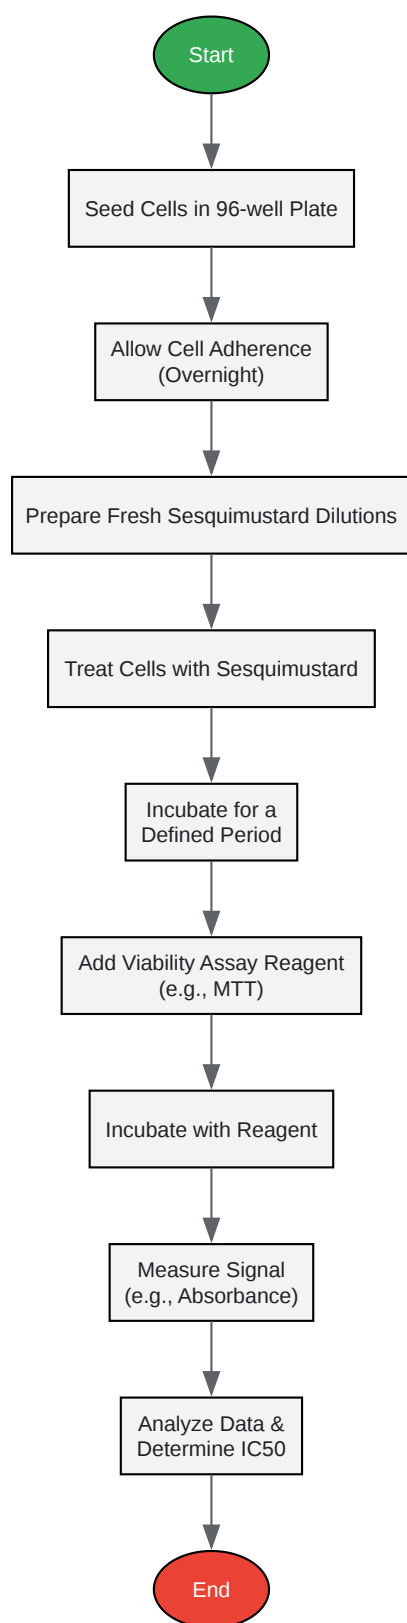 Start
Seed Cells in 96-well Plate
Allow Cell Adherence
(Overnight)
Prepare Fresh Sesquimustard Dilutions
Treat Cells with Sesquimustard
Incubate for a
Defined Period
Add Viability Assay Reagent
(e.g., MTT)
Incubate with Reagent
Measure Signal
(e.g., Absorbance)
Analyze Data &
Determine IC50
End